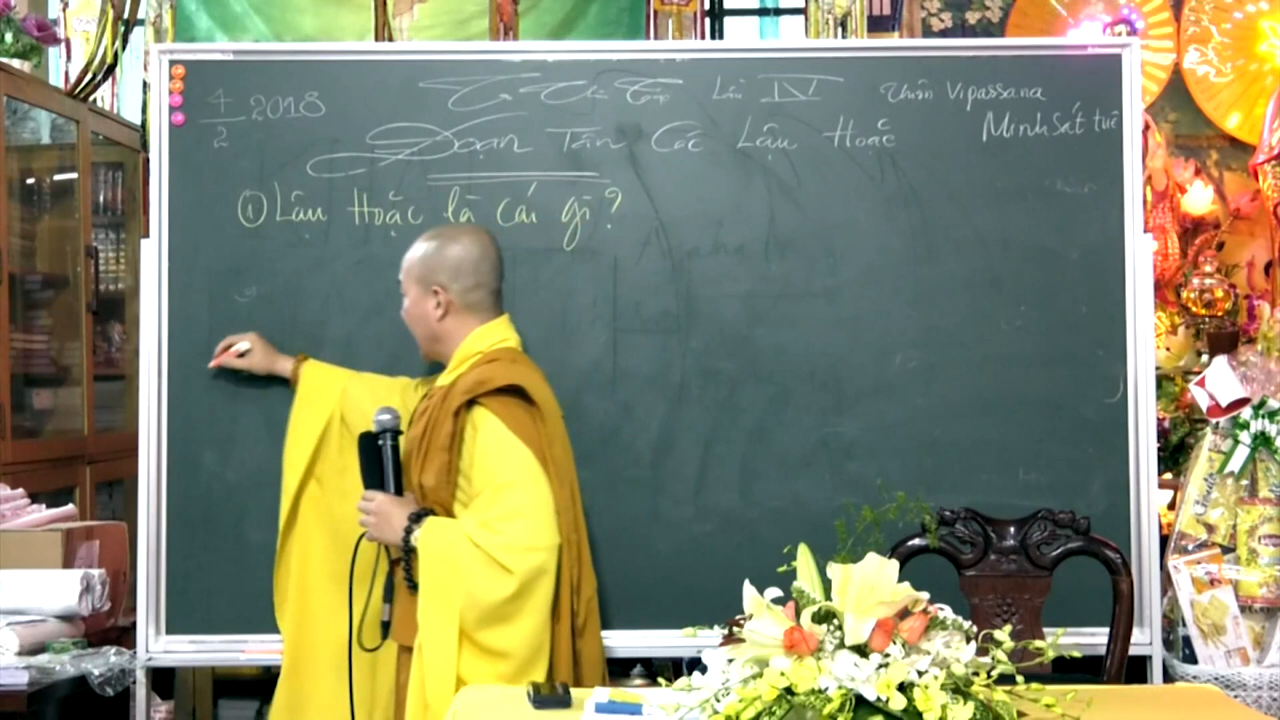 4/2 2018
Lần IV
Thiền Vipassana
Minh Sát tuệ
Đoạn Tận Các Lậu Hoặc
① Lậu Hoặc là cái gì?